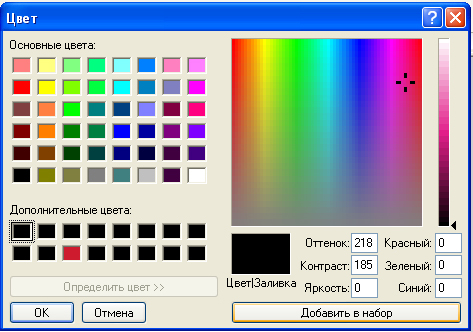 Цвет
Основные цвета:
Дополнительные цвета:
Определить цвет >>
ОК
Отмена
Цвет|Заливка
Оттенок: 218
Контраст: 185
Яркость: 0
Красный: 0
Зеленый: 0
Синий: 0
Добавить в набор